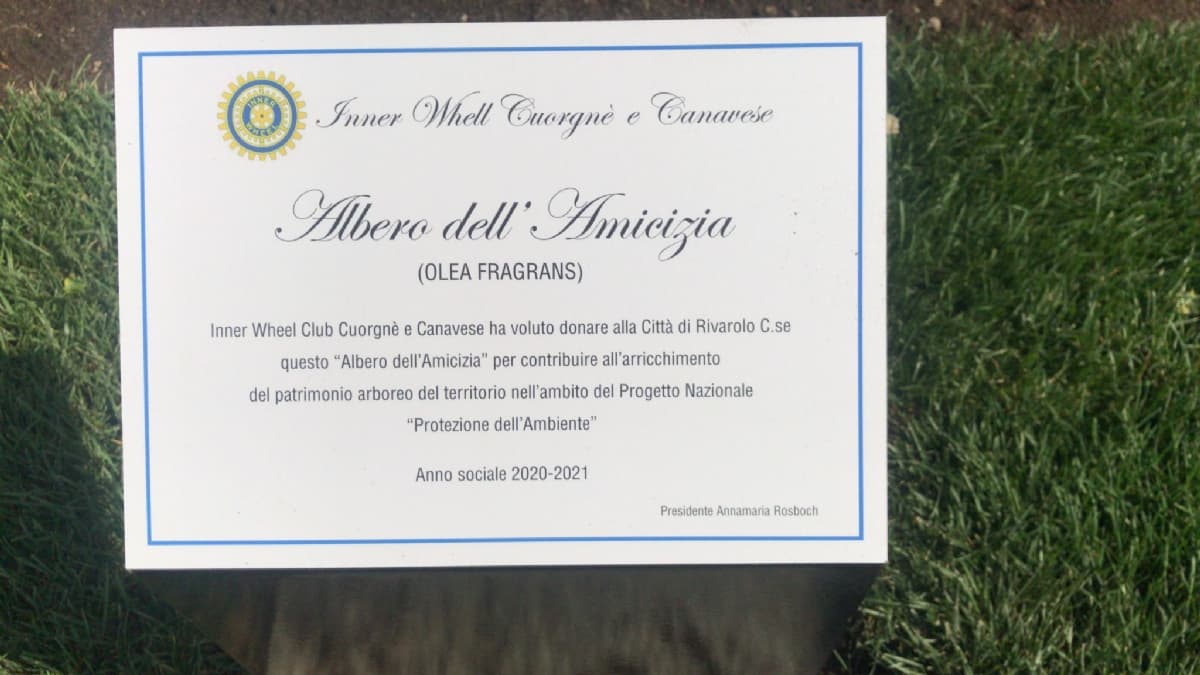 INNER
WHEEL
Inner Whell Cuorgnè e Canavese
Albero dell'Amicizia
(OLEA FRAGRANS)
Inner Wheel Club Cuorgnè e Canavese ha voluto donare alla Città di Rivarolo C.se
questo “Albero dell'Amicizia” per contribuire all'arricchimento
del patrimonio arboreo del territorio nell'ambito del Progetto Nazionale
“Protezione dell'Ambiente”
Anno sociale 2020-2021
Presidente Annamaria Rosboch